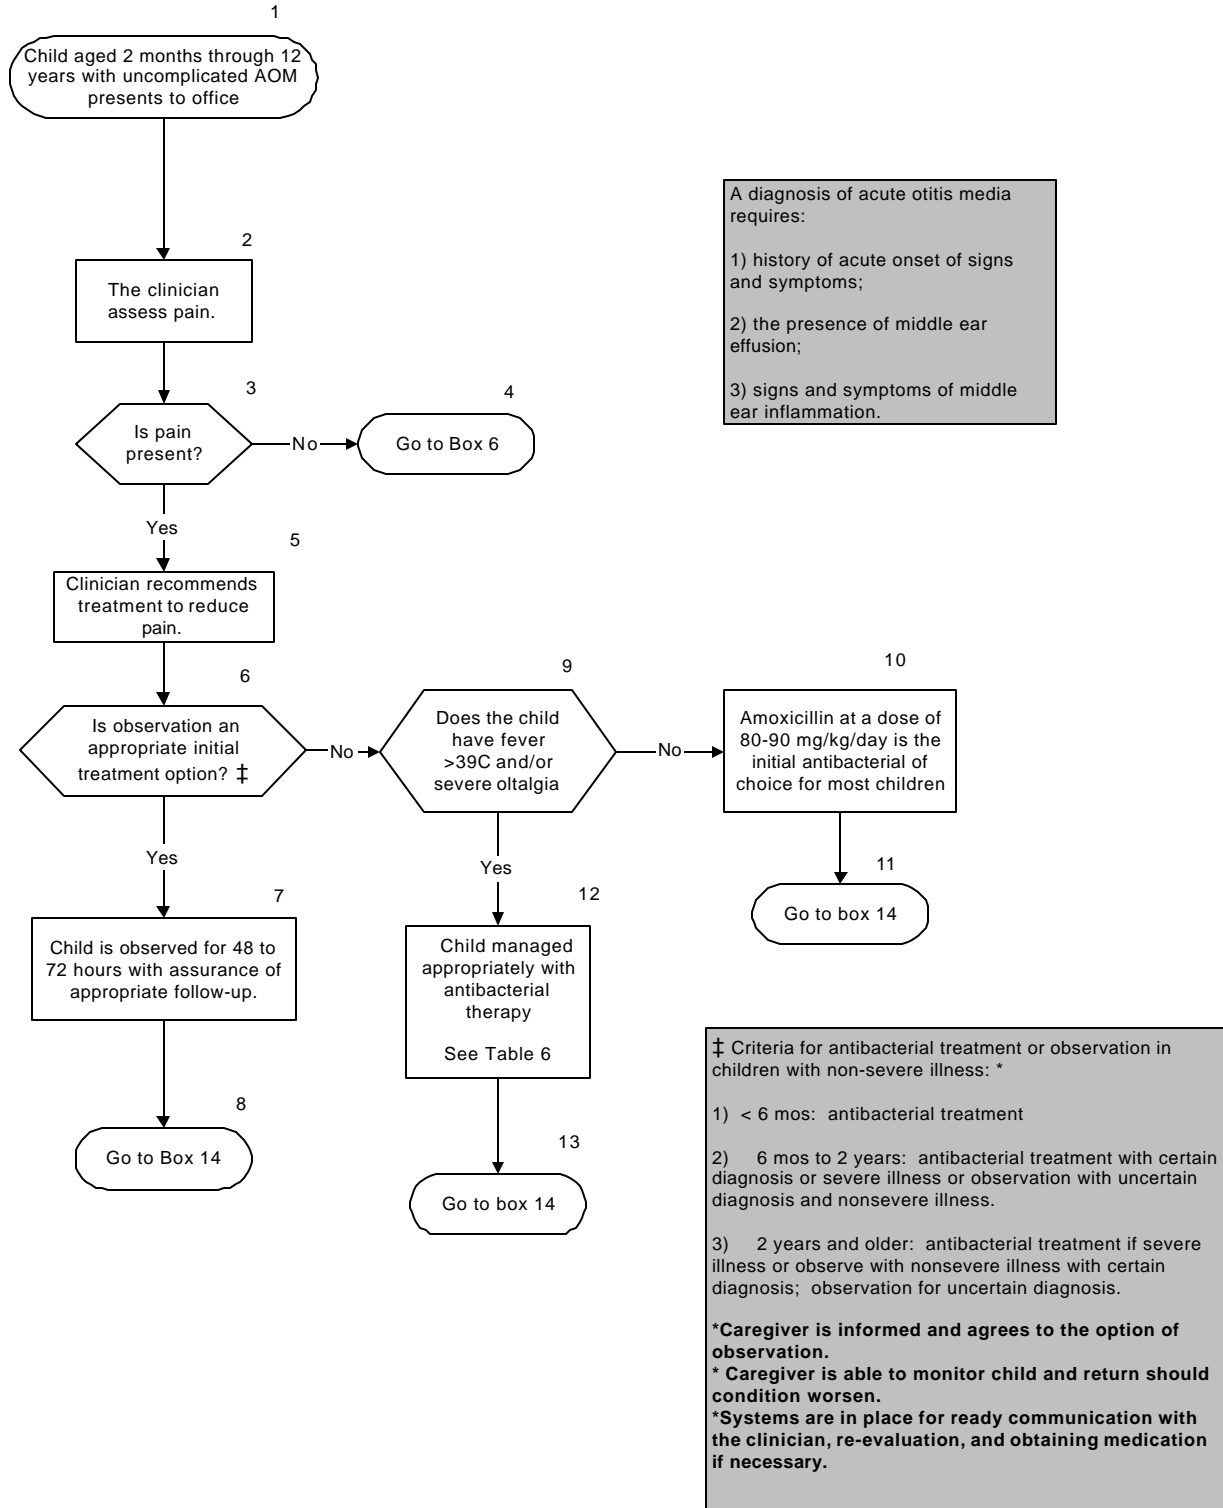 1
Child aged 2 months through 12
years with uncomplicated AOM
presents to office
A diagnosis of acute otitis media
requires:
1) history of acute onset of signs
and symptoms;
2) the presence of middle ear
effusion;
3) signs and symptoms of middle
ear inflammation.
2
The clinician
assess pain.
3
Is pain
present?
No
4
Go to Box 6
Yes
5
Clinician recommends
treatment to reduce
pain.
6
Is observation an
appropriate initial
treatment option? ‡
No
9
Does the child
have fever
>39C and/or
severe oltalgia
No
10
Amoxicillin at a dose of
80-90 mg/kg/day is the
initial antibacterial of
choice for most children
11
Go to box 14
Yes
7
Child is observed for 48 to
72 hours with assurance of
appropriate follow-up.
8
Go to Box 14
Yes
12
Child managed
appropriately with
antibacterial
therapy
See Table 6
13
Go to box 14
‡ Criteria for antibacterial treatment or observation in
children with non-severe illness: *
1) < 6 mos: antibacterial treatment
2) 6 mos to 2 years: antibacterial treatment with certain
diagnosis or severe illness or observation with uncertain
diagnosis and nonsevere illness.
3) 2 years and older: antibacterial treatment if severe
illness or observe with nonsevere illness with certain
diagnosis; observation for uncertain diagnosis.
*Caregiver is informed and agrees to the option of
observation.
* Caregiver is able to monitor child and return should
condition worsen.
*Systems are in place for ready communication with
the clinician, re-evaluation, and obtaining medication
if necessary.